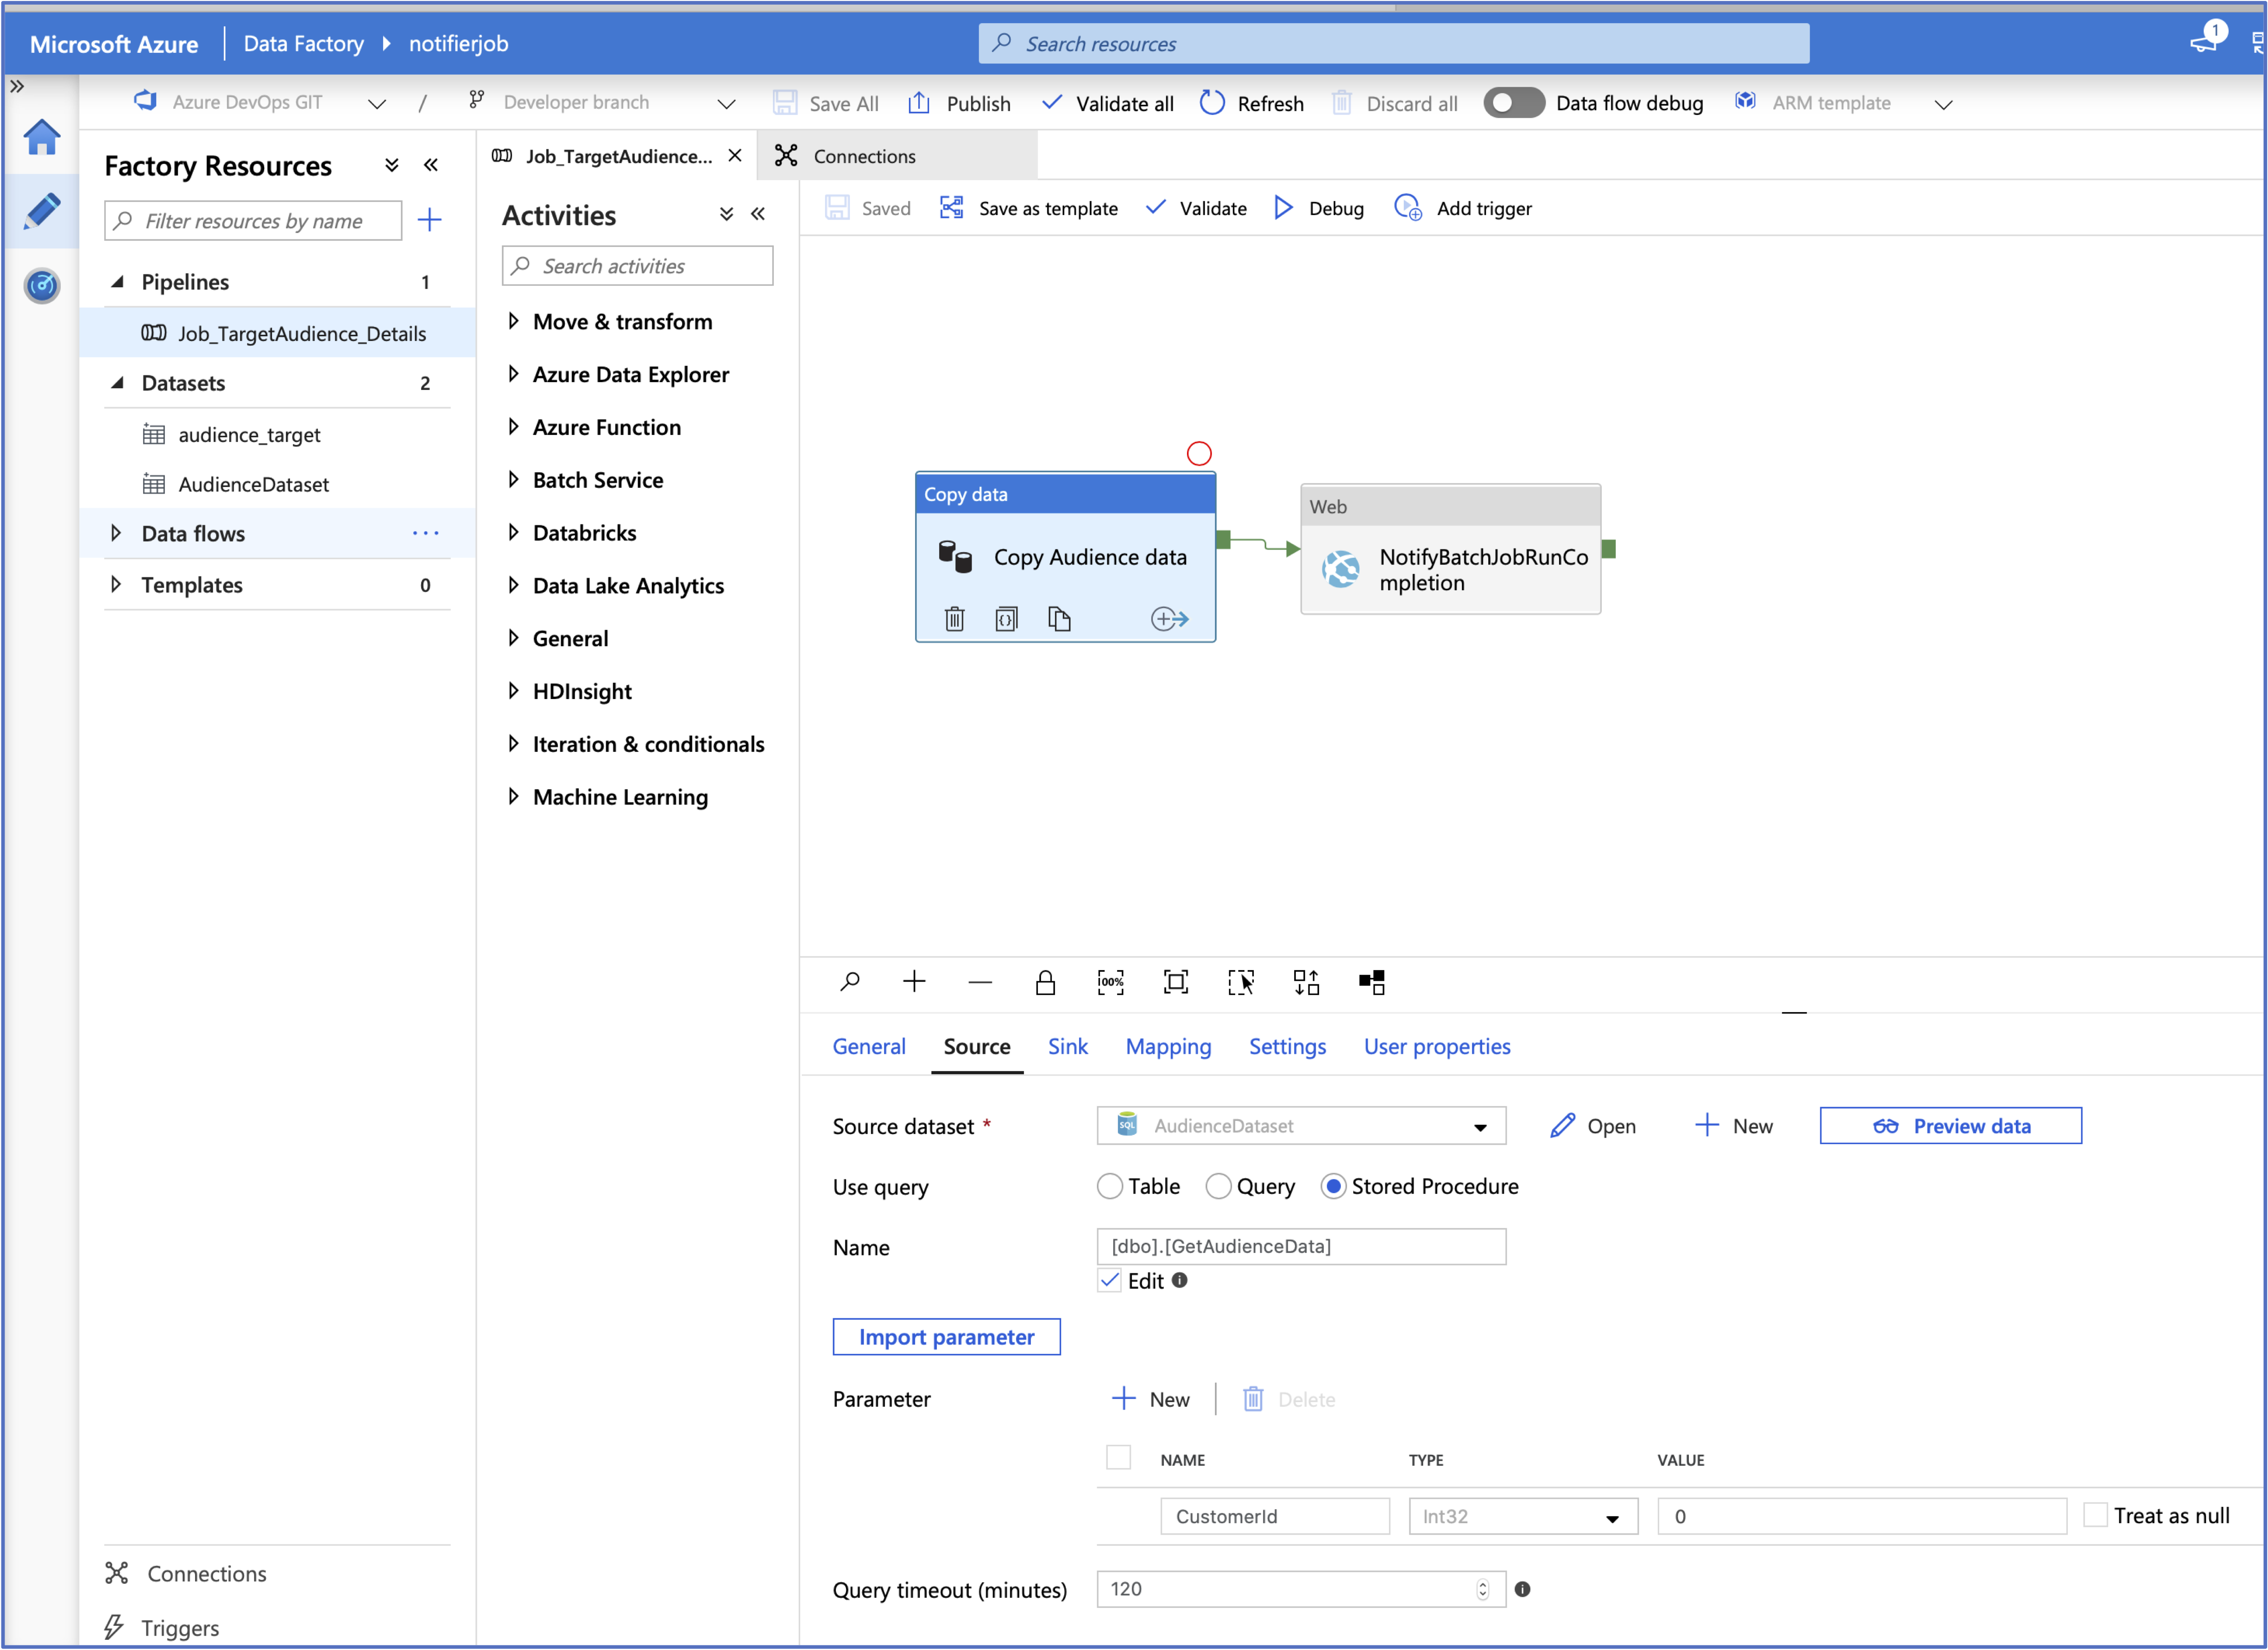 Microsoft Azure Data Factory notifierjob Search resources 1
Azure DevOps GIT / Developer branch Save All Publish Validate all Refresh Discard all Data flow debug ARM template
Factory Resources
Filter resources by name
Pipelines 1
Job_TargetAudience_Details
Datasets 2
audience_target
AudienceDataset
Data flows ...
Templates 0
Connections
Triggers
Job_TargetAudience... Connections
Activities
Search activities
Move & transform
Azure Data Explorer
Azure Function
Batch Service
Databricks
Data Lake Analytics
General
HDInsight
Iteration & conditionals
Machine Learning
Saved Save as template Validate Debug Add trigger
Copy data
Copy Audience data
Web
NotifyBatchJobRunCo
mpletion
100%
General Source Sink Mapping Settings User properties
Source dataset * SQL AudienceDataset Open New Preview data
Use query Table Query Stored Procedure
Name [dbo].[GetAudienceData]
Edit
Import parameter
Parameter New Delete
NAME TYPE VALUE
CustomerId Int32 0 Treat as null
Query timeout (minutes) 120